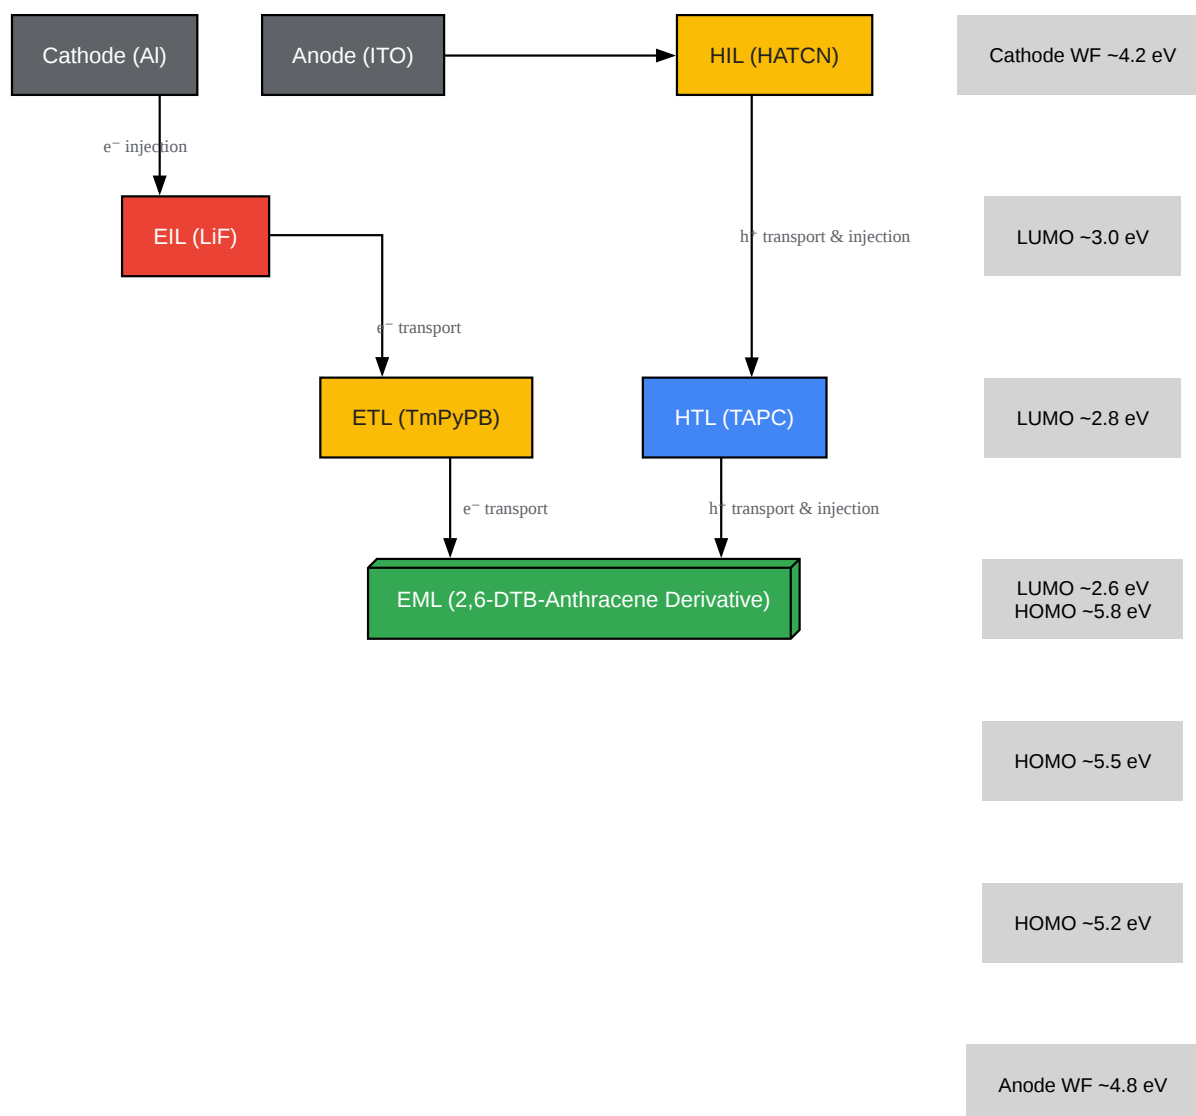 Cathode (Al)
Anode (ITO)
HIL (HATCN)
Cathode WF ~4.2 eV
e⁻ injection
EIL (LiF)
h⁺ transport & injection
LUMO ~3.0 eV
e⁻ transport
ETL (TmPyPB)
HTL (TAPC)
LUMO ~2.8 eV
e⁻ transport
h⁺ transport & injection
EML (2,6-DTB-Anthracene Derivative)
LUMO ~2.6 eV
HOMO ~5.8 eV
HOMO ~5.5 eV
HOMO ~5.2 eV
Anode WF ~4.8 eV